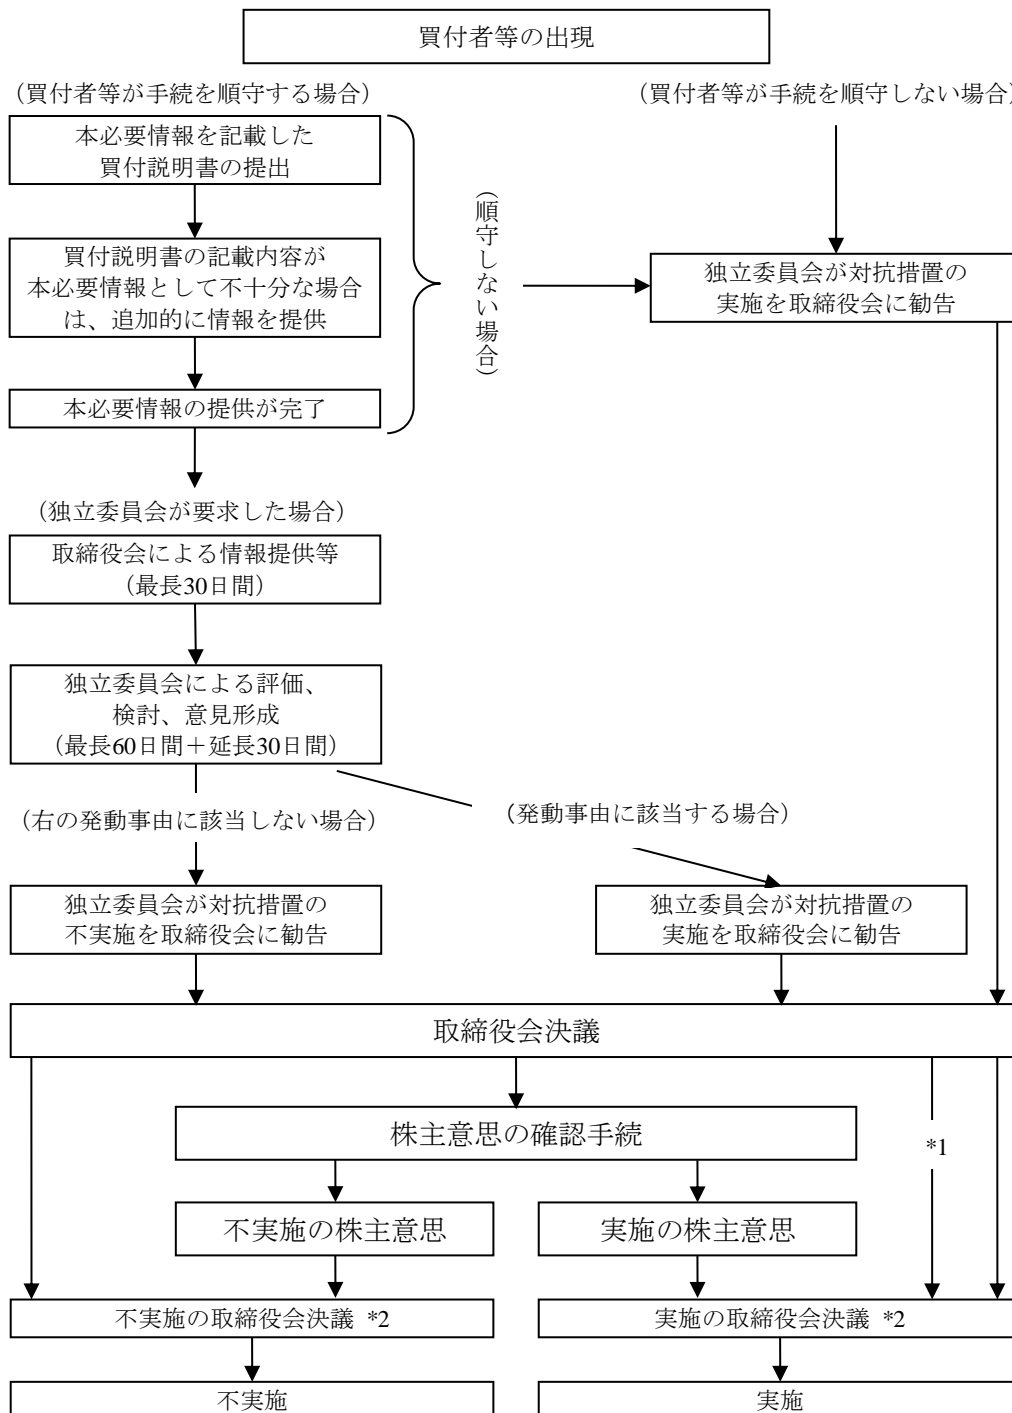 買付者等の出現
（買付者等が手続を順守する場合）
（買付者等が手続を順守しない場合）
本必要情報を記載した
買付説明書の提出
買付説明書の記載内容が
本必要情報として不十分な場合
は、追加的に情報を提供
本必要情報の提供が完了
（順守しない場合）
独立委員会が対抗措置の
実施を取締役会に勧告
（独立委員会が要求した場合）
取締役会による情報提供等
（最長30日間）
独立委員会による評価、
検討、意見形成
（最長60日間＋延長30日間）
（右の発動事由に該当しない場合）
（発動事由に該当する場合）
独立委員会が対抗措置の
不実施を取締役会に勧告
独立委員会が対抗措置の
実施を取締役会に勧告
取締役会決議
株主意思の確認手続
*1
不実施の株主意思
実施の株主意思
不実施の取締役会決議 *2
実施の取締役会決議 *2
不実施
実施